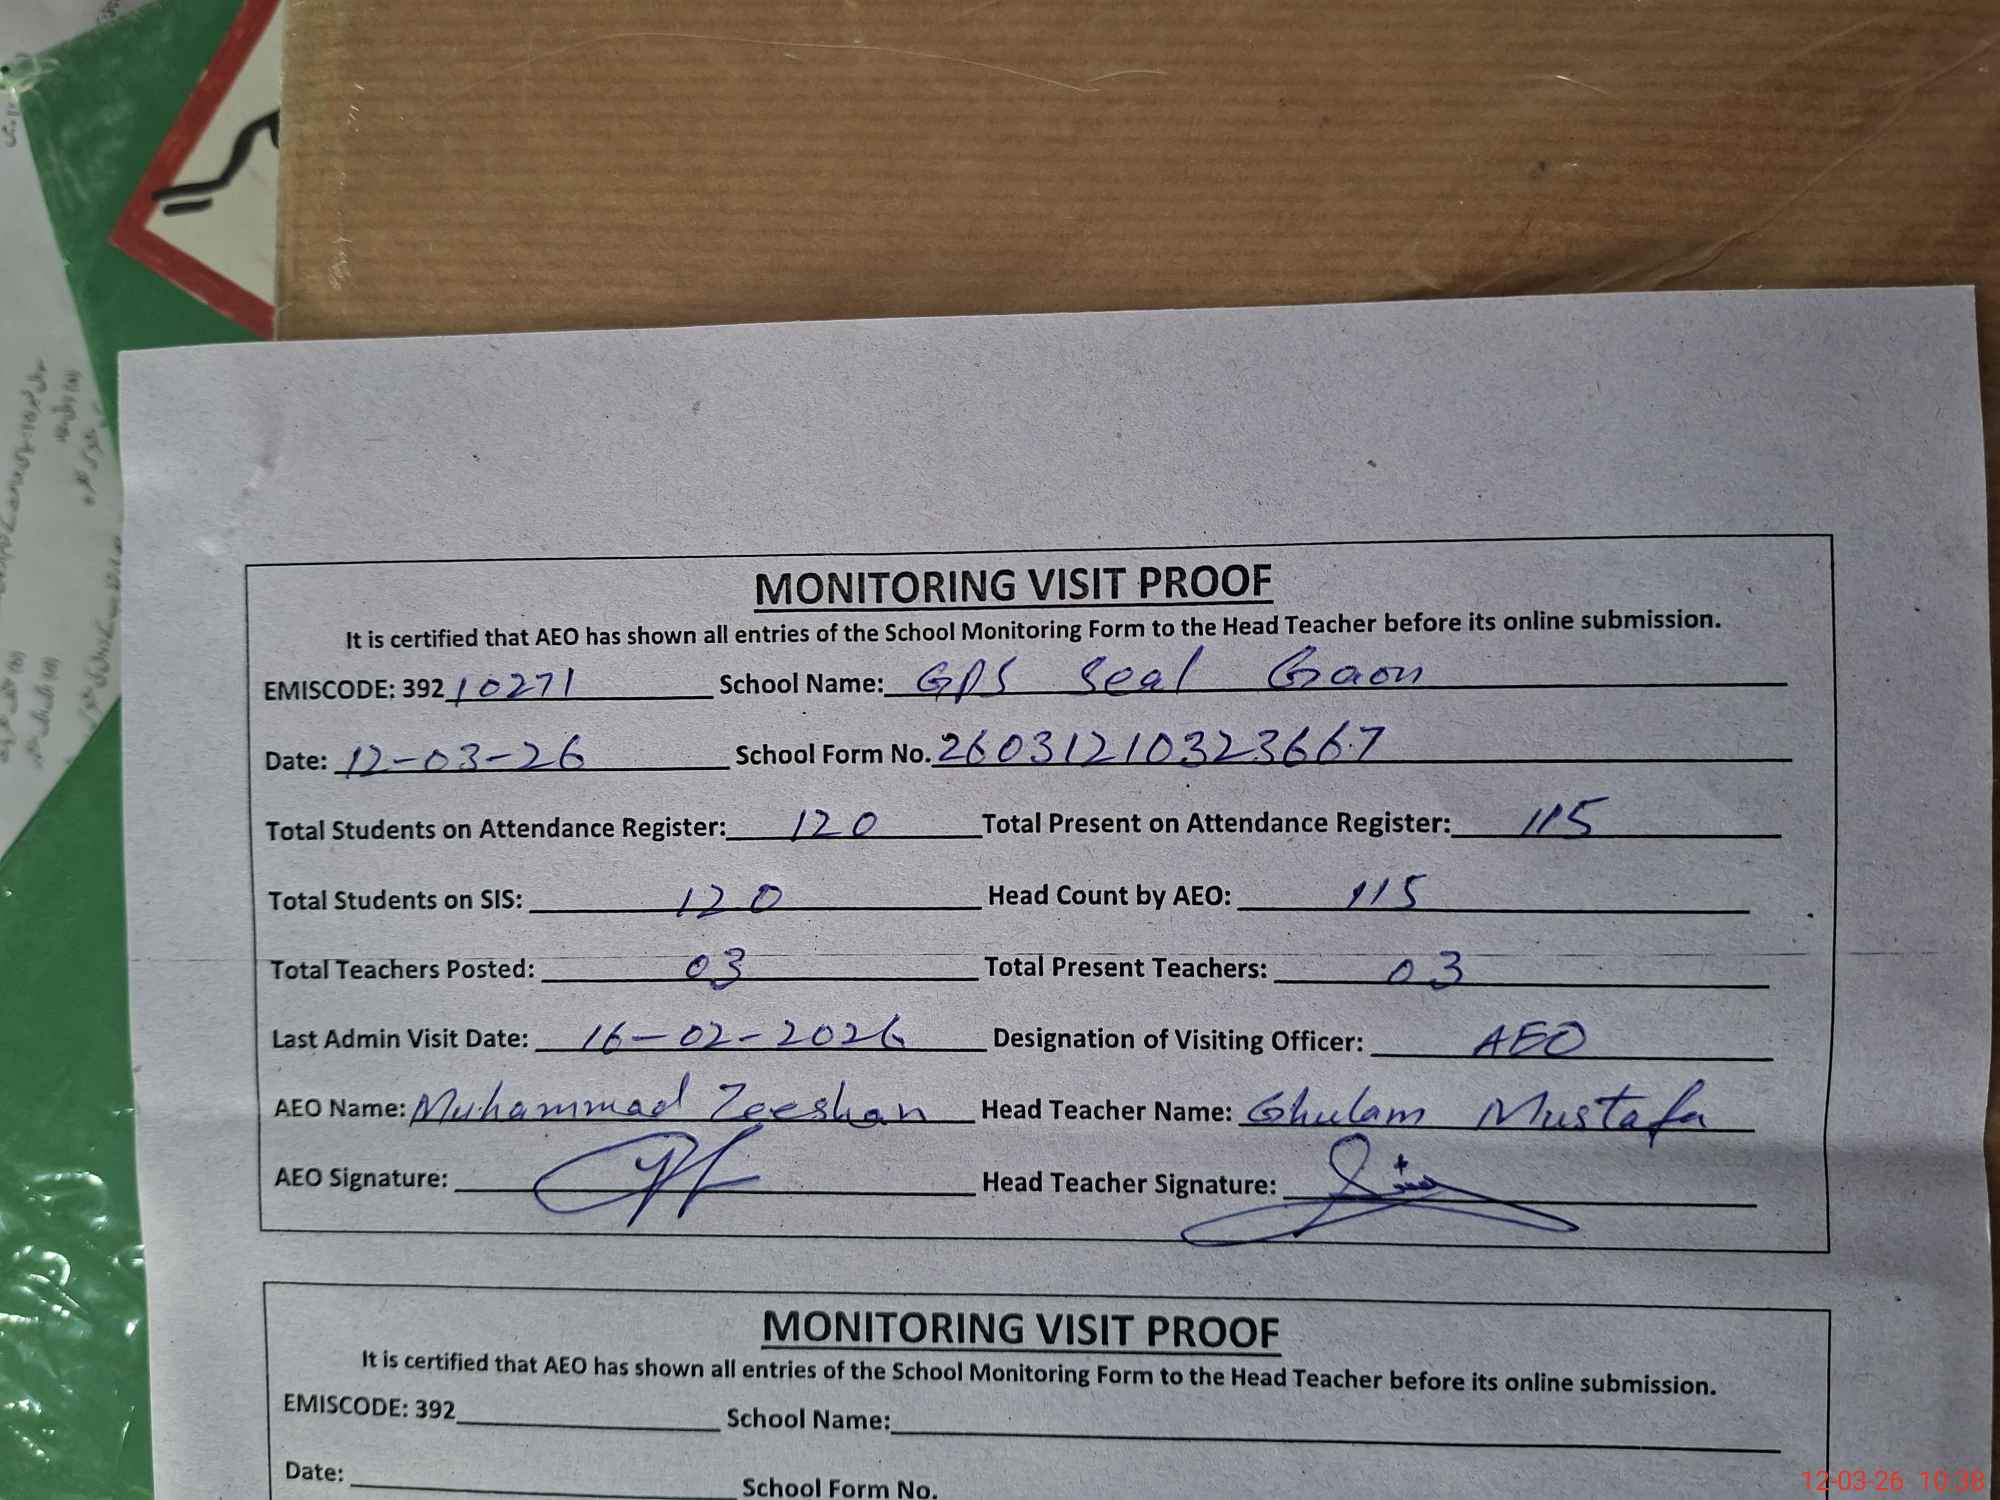 MONITORING VISIT PROOF
It is certified that AEO has shown all entries of the School Monitoring Form to the Head Teacher before its online submission.
EMISCODE: 39210271 School Name: GPS Seal Gaon
Date: 12-03-26 School Form No. 26031210323667
Total Students on Attendance Register: 120 Total Present on Attendance Register: 115
Total Students on SIS: 120 Head Count by AEO: 115
Total Teachers Posted: 03 Total Present Teachers: 03
Last Admin Visit Date: 16-02-2026 Designation of Visiting Officer: AEO
AEO Name: Muhammad Zeeshan Head Teacher Name: Ghulam Mustafa
AEO Signature: Head Teacher Signature:
MONITORING VISIT PROOF
It is certified that AEO has shown all entries of the School Monitoring Form to the Head Teacher before its online submission.
EMISCODE: 392 School Name:
Date: School Form No.
12-03-26 10:38